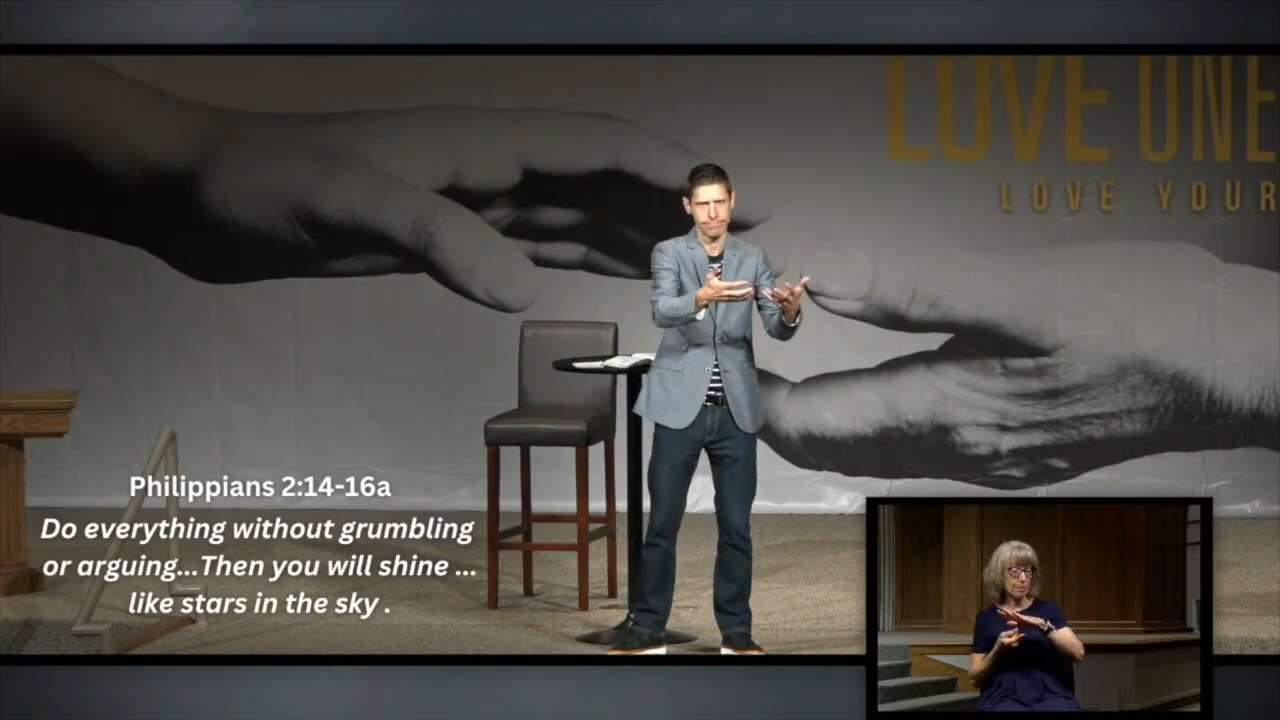 LOVE ONE
LOVE YOUR
Philippians 2:14-16a
Do everything without grumbling
or arguing...Then you will shine ...
like stars in the sky .